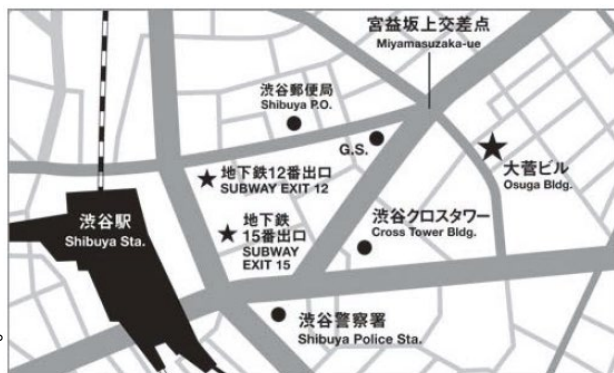 宮益坂上交差点
Miyamasuzaka-ue
渋谷郵便局
Shibuya P.O.
G.S.
大菅ビル
Osuga Bldg.
地下鉄12番出口
SUBWAY EXIT 12
渋谷駅
Shibuya Sta.
地下鉄
15番出口
SUBWAY
EXIT 15
渋谷クロスタワー
Cross Tower Bldg.
渋谷警察署
Shibuya Police Sta.